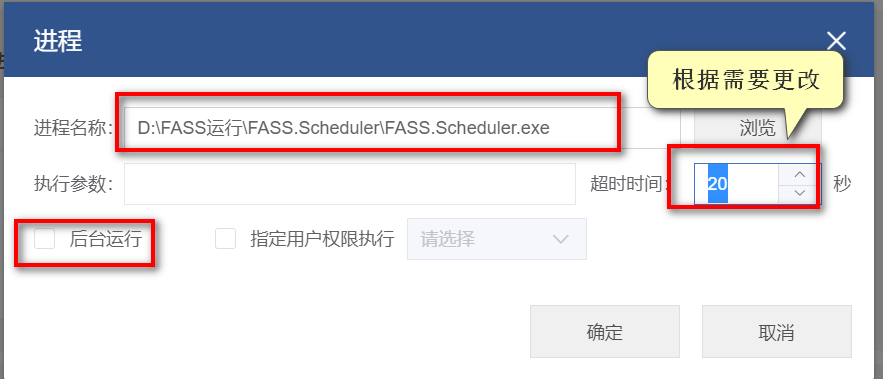 进程
根据需要更改
进程名称: D:\FASS运行\FASS.Scheduler\FASS.Scheduler.exe 浏览
执行参数: 超时时间: 20 秒
后台运行 指定用户权限执行 请选择
确定 取消